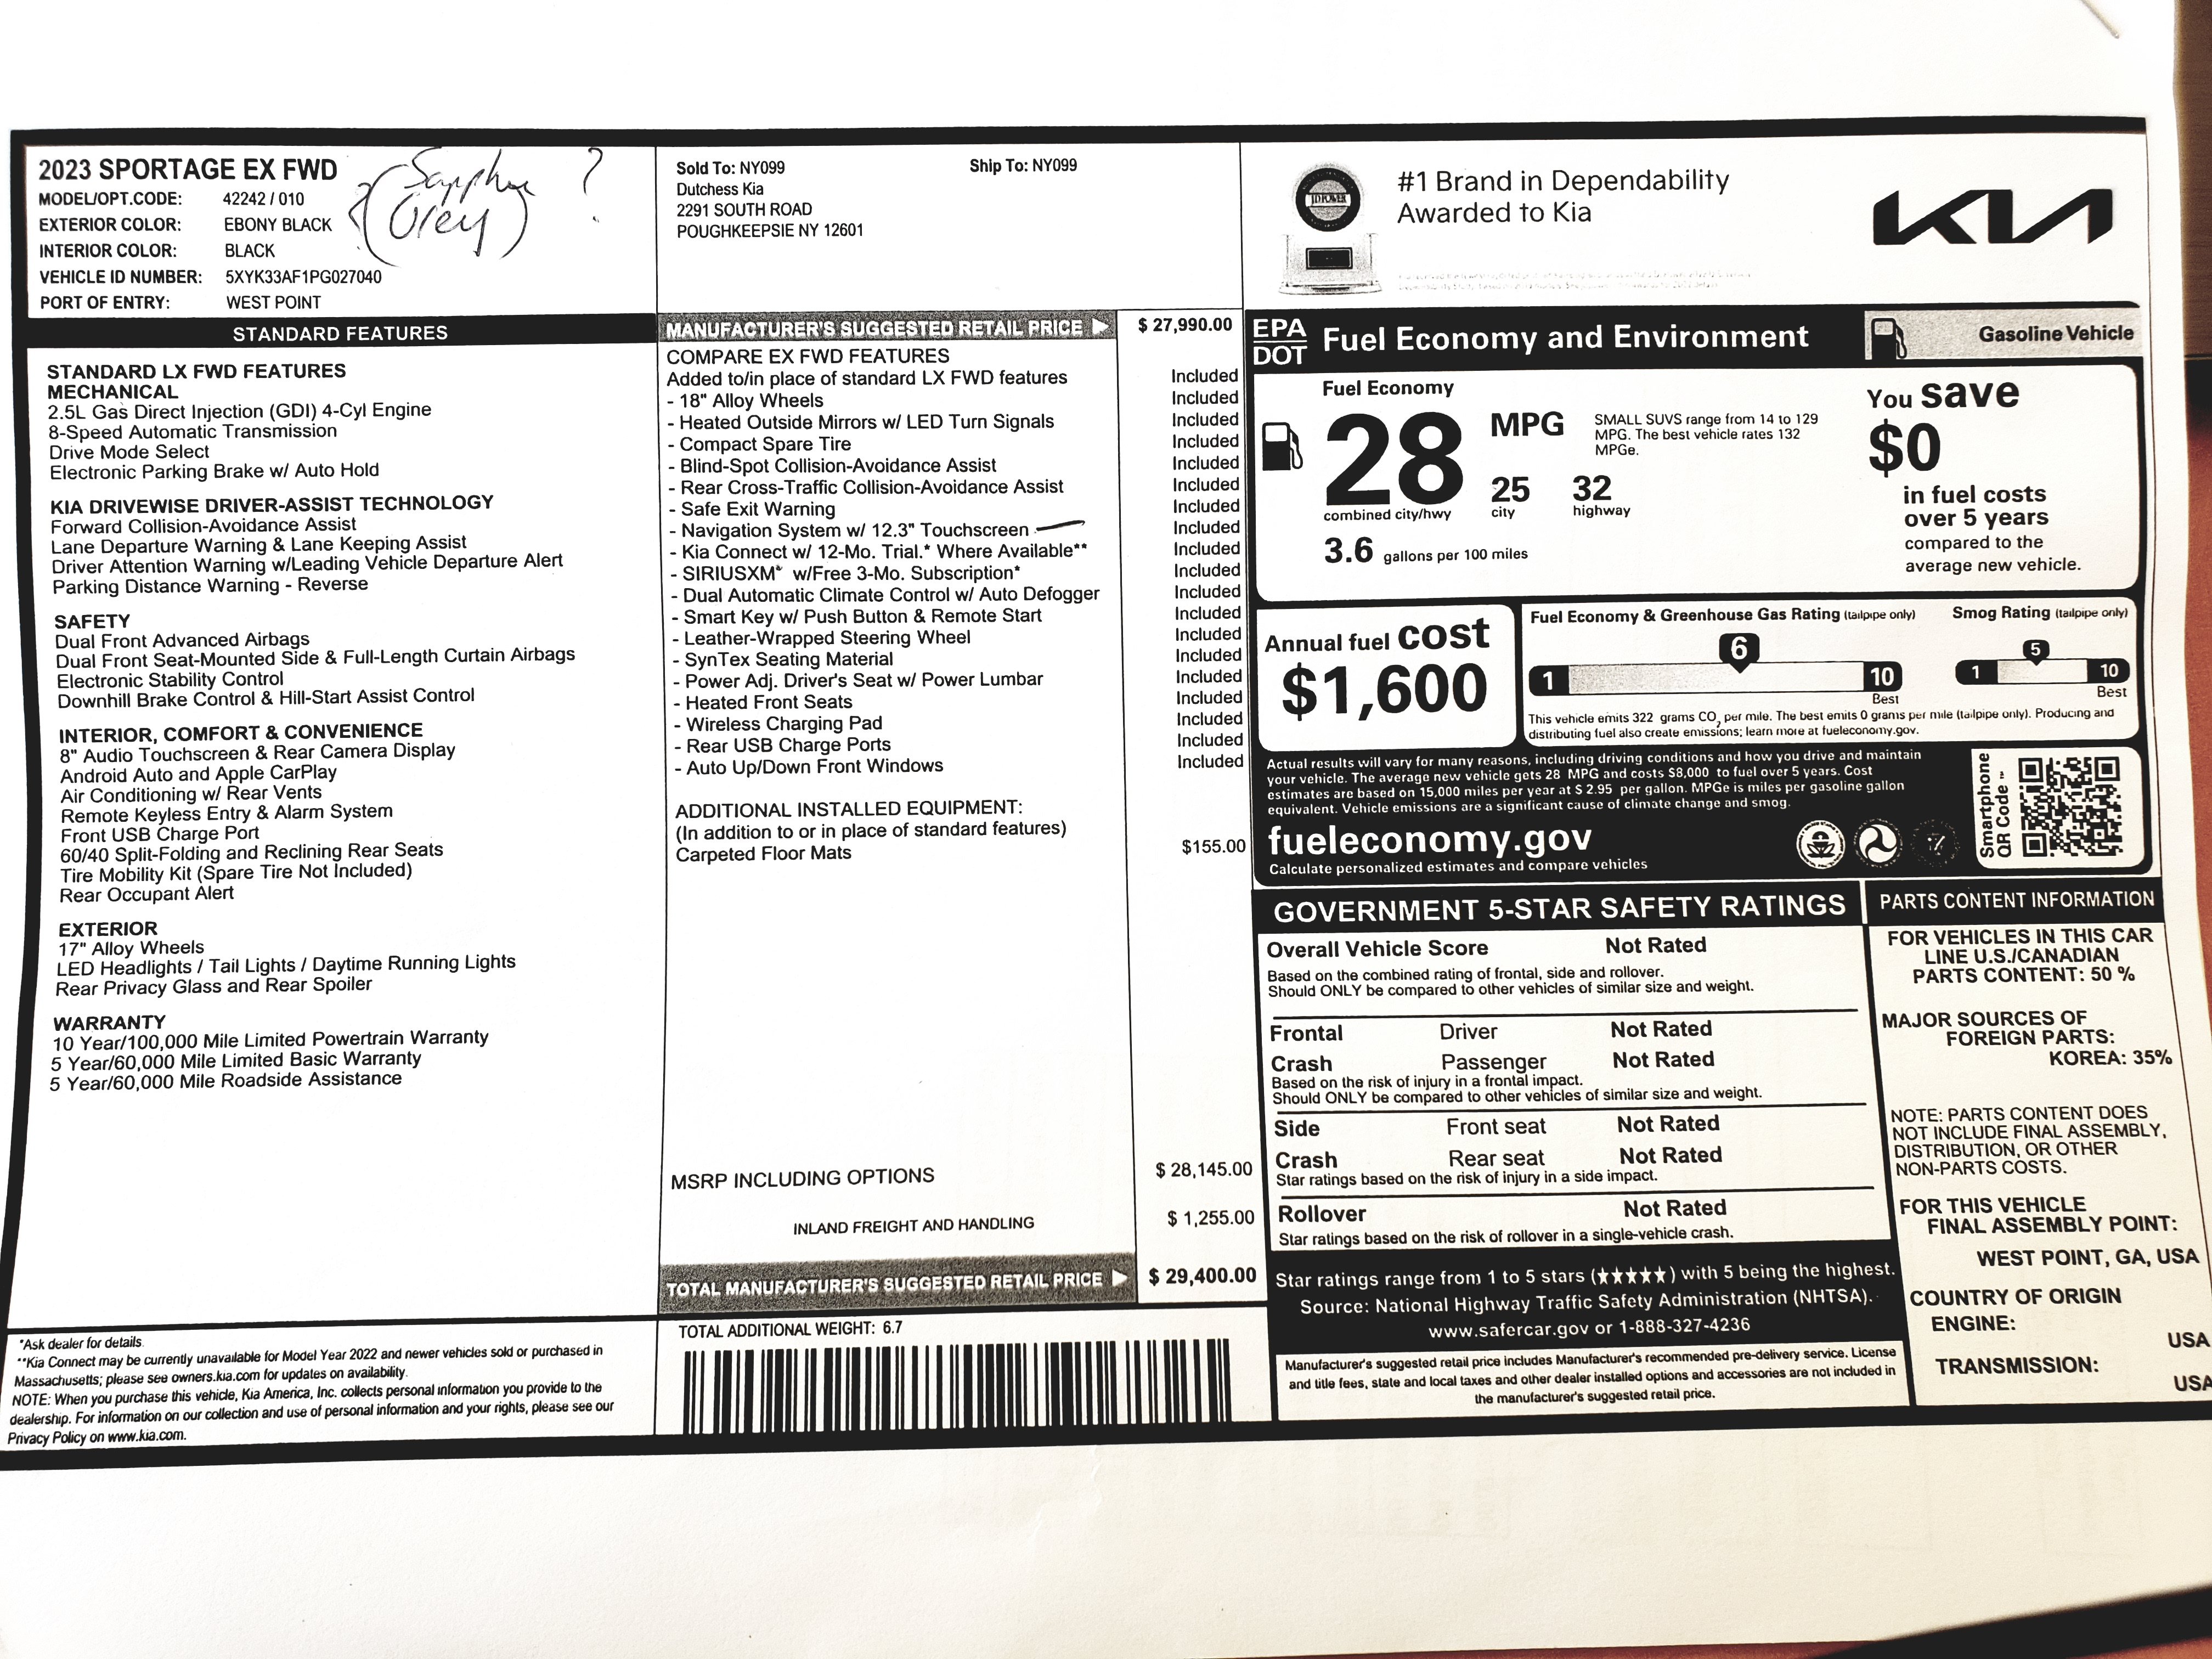 2023 SPORTAGE EX FWD
MODEL/OPT.CODE: 42242 / 010
EXTERIOR COLOR: EBONY BLACK
INTERIOR COLOR: BLACK
VEHICLE ID NUMBER: 5XYK33AF1PG027040
PORT OF ENTRY: WEST POINT
Grey ?
STANDARD FEATURES
STANDARD LX FWD FEATURES
MECHANICAL
2.5L Gas Direct Injection (GDI) 4-Cyl Engine
8-Speed Automatic Transmission
Drive Mode Select
Electronic Parking Brake w/ Auto Hold
KIA DRIVEWISE DRIVER-ASSIST TECHNOLOGY
Forward Collision-Avoidance Assist
Lane Departure Warning & Lane Keeping Assist
Driver Attention Warning w/Leading Vehicle Departure Alert
Parking Distance Warning - Reverse
SAFETY
Dual Front Advanced Airbags
Dual Front Seat-Mounted Side & Full-Length Curtain Airbags
Electronic Stability Control
Downhill Brake Control & Hill-Start Assist Control
INTERIOR, COMFORT & CONVENIENCE
8" Audio Touchscreen & Rear Camera Display
Android Auto and Apple CarPlay
Air Conditioning w/ Rear Vents
Remote Keyless Entry & Alarm System
Front USB Charge Port
60/40 Split-Folding and Reclining Rear Seats
Tire Mobility Kit (Spare Tire Not Included)
Rear Occupant Alert
EXTERIOR
17" Alloy Wheels
LED Headlights / Tail Lights / Daytime Running Lights
Rear Privacy Glass and Rear Spoiler
WARRANTY
10 Year/100,000 Mile Limited Powertrain Warranty
5 Year/60,000 Mile Limited Basic Warranty
5 Year/60,000 Mile Roadside Assistance
*Ask dealer for details.
**Kia Connect may be currently unavailable for Model Year 2022 and newer vehicles sold or purchased in
Massachusetts; please see owners.kia.com for updates on availability.
NOTE: When you purchase this vehicle, Kia America, Inc. collects personal information you provide to the
dealership. For information on our collection and use of personal information and your rights, please see our
Privacy Policy on www.kia.com.
Sold To: NY099 Ship To: NY099
Dutchess Kia
2291 SOUTH ROAD
POUGHKEEPSIE NY 12601
MANUFACTURER'S SUGGESTED RETAIL PRICE $ 27,990.00
COMPARE EX FWD FEATURES
Added to/in place of standard LX FWD features Included
- 18" Alloy Wheels Included
- Heated Outside Mirrors w/ LED Turn Signals Included
- Compact Spare Tire Included
- Blind-Spot Collision-Avoidance Assist Included
- Rear Cross-Traffic Collision-Avoidance Assist Included
- Safe Exit Warning Included
- Navigation System w/ 12.3" Touchscreen Included
- Kia Connect w/ 12-Mo. Trial.* Where Available** Included
- SIRIUSXM* w/Free 3-Mo. Subscription* Included
- Dual Automatic Climate Control w/ Auto Defogger Included
- Smart Key w/ Push Button & Remote Start Included
- Leather-Wrapped Steering Wheel Included
- SynTex Seating Material Included
- Power Adj. Driver's Seat w/ Power Lumbar Included
- Heated Front Seats Included
- Wireless Charging Pad Included
- Rear USB Charge Ports Included
- Auto Up/Down Front Windows Included
ADDITIONAL INSTALLED EQUIPMENT:
(In addition to or in place of standard features)
Carpeted Floor Mats $155.00
MSRP INCLUDING OPTIONS $ 28,145.00
INLAND FREIGHT AND HANDLING $ 1,255.00
TOTAL MANUFACTURER'S SUGGESTED RETAIL PRICE $ 29,400.00
TOTAL ADDITIONAL WEIGHT: 6.7
J.D. POWER
#1 Brand in Dependability
Awarded to Kia
KIA
EPA
DOT
Fuel Economy and Environment
Gasoline Vehicle
Fuel Economy
28 MPG
25 city
32 highway
combined city/hwy
3.6 gallons per 100 miles
SMALL SUVS range from 14 to 129
MPG. The best vehicle rates 132
MPGe.
You save
$0
in fuel costs
over 5 years
compared to the
average new vehicle.
Annual fuel cost
$1,600
Fuel Economy & Greenhouse Gas Rating (tailpipe only)
1 6 10
Best
Smog Rating (tailpipe only)
1 5 10
Best
This vehicle emits 322 grams CO2 per mile. The best emits 0 grams per mile (tailpipe only). Producing and
distributing fuel also create emissions; learn more at fueleconomy.gov.
Actual results will vary for many reasons, including driving conditions and how you drive and maintain
your vehicle. The average new vehicle gets 28 MPG and costs $8,000 to fuel over 5 years. Cost
estimates are based on 15,000 miles per year at $ 2.95 per gallon. MPGe is miles per gasoline gallon
equivalent. Vehicle emissions are a significant cause of climate change and smog.
fueleconomy.gov
Calculate personalized estimates and compare vehicles
Smartphone
QR Code™
GOVERNMENT 5-STAR SAFETY RATINGS
Overall Vehicle Score Not Rated
Based on the combined rating of frontal, side and rollover.
Should ONLY be compared to other vehicles of similar size and weight.
Frontal Driver Not Rated
Crash Passenger Not Rated
Based on the risk of injury in a frontal impact.
Should ONLY be compared to other vehicles of similar size and weight.
Side Front seat Not Rated
Crash Rear seat Not Rated
Star ratings based on the risk of injury in a side impact.
Rollover Not Rated
Star ratings based on the risk of rollover in a single-vehicle crash.
Star ratings range from 1 to 5 stars (★★★★★) with 5 being the highest.
Source: National Highway Traffic Safety Administration (NHTSA).
www.safercar.gov or 1-888-327-4236
Manufacturer's suggested retail price includes Manufacturer's recommended pre-delivery service. License
and title fees, state and local taxes and other dealer installed options and accessories are not included in
the manufacturer's suggested retail price.
PARTS CONTENT INFORMATION
FOR VEHICLES IN THIS CAR
LINE U.S./CANADIAN
PARTS CONTENT: 50 %
MAJOR SOURCES OF
FOREIGN PARTS:
KOREA: 35%
NOTE: PARTS CONTENT DOES
NOT INCLUDE FINAL ASSEMBLY,
DISTRIBUTION, OR OTHER
NON-PARTS COSTS.
FOR THIS VEHICLE
FINAL ASSEMBLY POINT:
WEST POINT, GA, USA
COUNTRY OF ORIGIN
ENGINE:
USA
TRANSMISSION:
USA